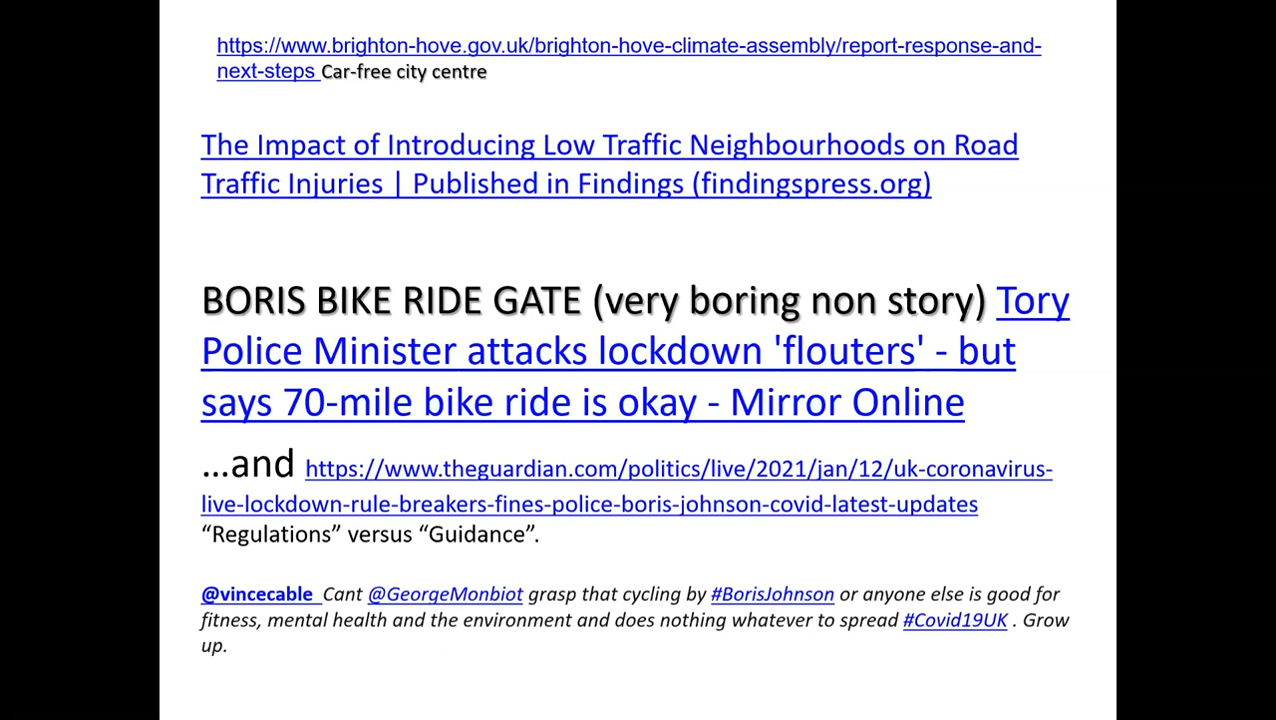 https://www.brighton-hove.gov.uk/brighton-hove-climate-assembly/report-response-and-
next-steps Car-free city centre
The Impact of Introducing Low Traffic Neighbourhoods on Road
Traffic Injuries | Published in Findings (findingspress.org)
BORIS BIKE RIDE GATE (very boring non story) Tory
Police Minister attacks lockdown 'flouters' - but
says 70-mile bike ride is okay - Mirror Online
...and https://www.theguardian.com/politics/live/2021/jan/12/uk-coronavirus-
live-lockdown-rule-breakers-fines-police-boris-johnson-covid-latest-updates
“Regulations” versus “Guidance”.
@vincecable Cant @GeorgeMonbiot grasp that cycling by #BorisJohnson or anyone else is good for
fitness, mental health and the environment and does nothing whatever to spread #Covid19UK . Grow
up.